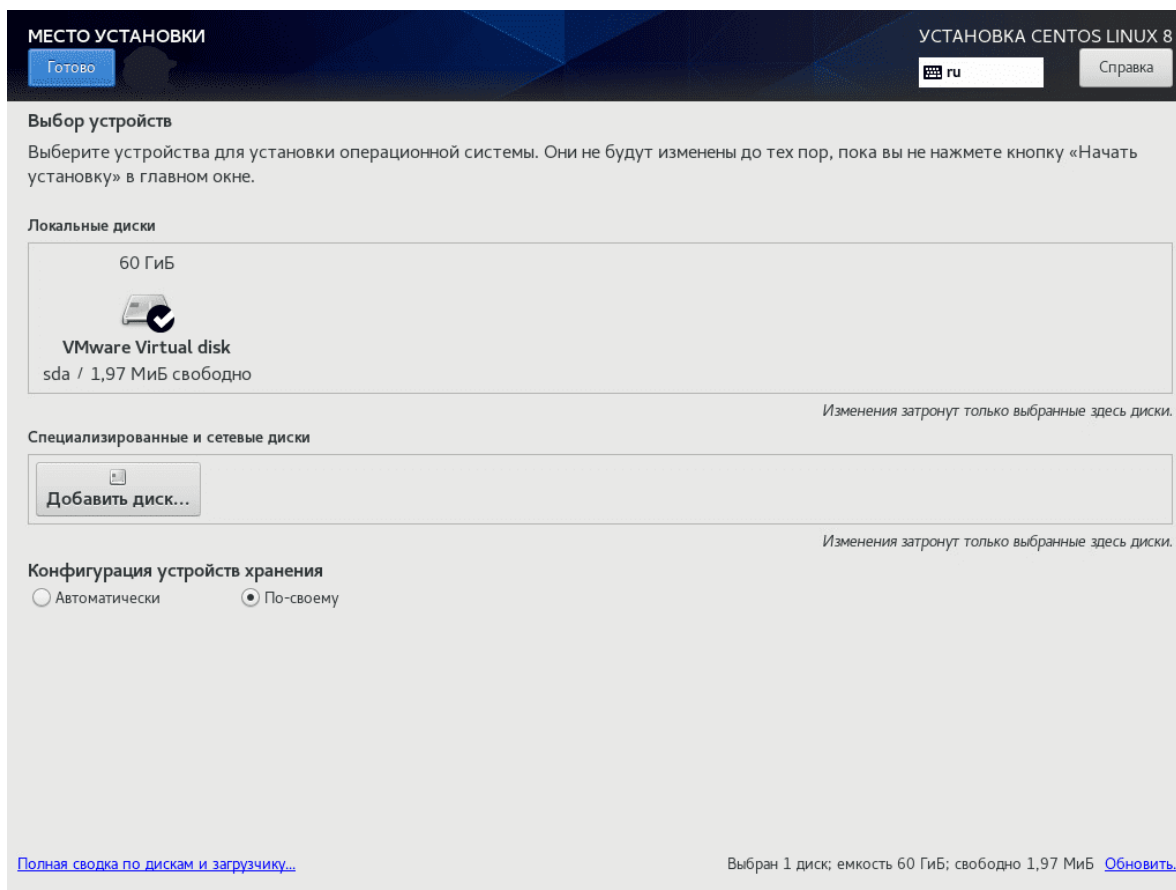 МЕСТО УСТАНОВКИ
УСТАНОВКА CENTOS LINUX 8
Готово
ru
Справка
Выбор устройств
Выберите устройства для установки операционной системы. Они не будут изменены до тех пор, пока вы не нажмете кнопку «Начать
установку» в главном окне.
Локальные диски
60 ГиБ
VMware Virtual disk
sda / 1,97 МиБ свободно
Изменения затронут только выбранные здесь диски.
Специализированные и сетевые диски
Добавить диск...
Изменения затронут только выбранные здесь диски.
Конфигурация устройств хранения
Автоматически
По-своему
Полная сводка по дискам и загрузчику...
Выбран 1 диск; емкость 60 ГиБ; свободно 1,97 МиБ Обновить.